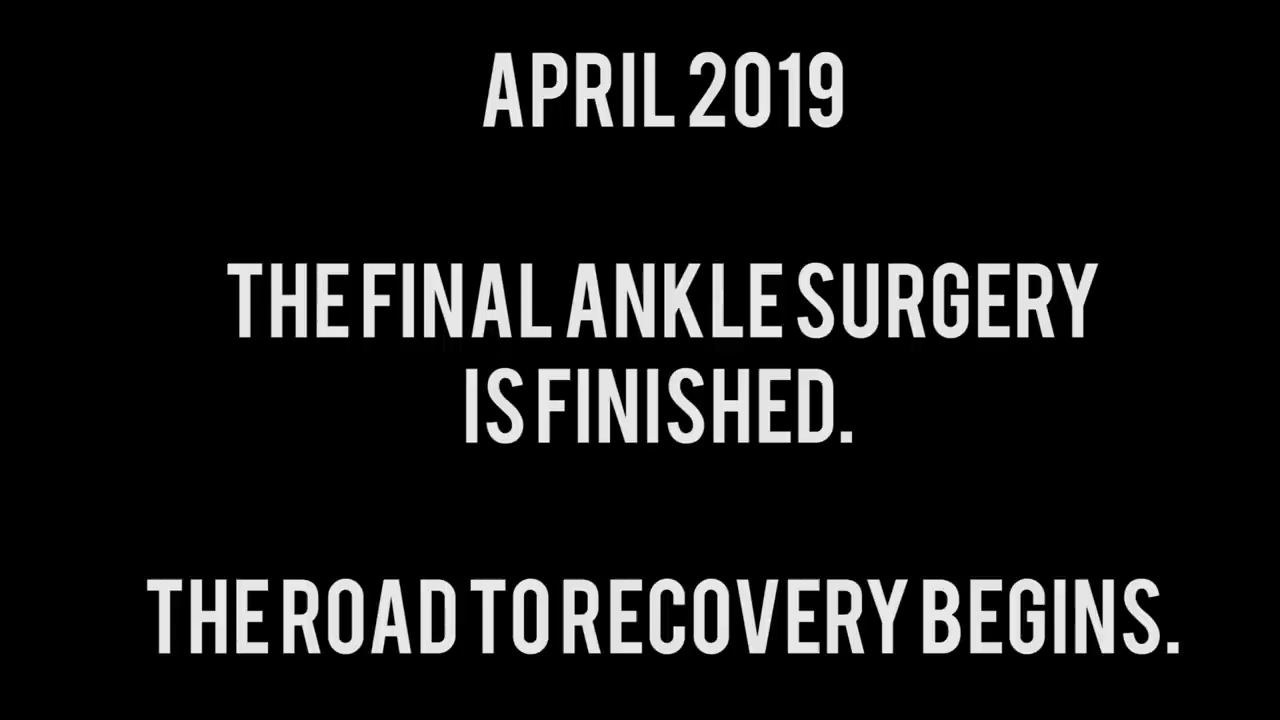 APRIL 2019
THE FINAL ANKLE SURGERY
IS FINISHED.
THE ROAD TO RECOVERY BEGINS.